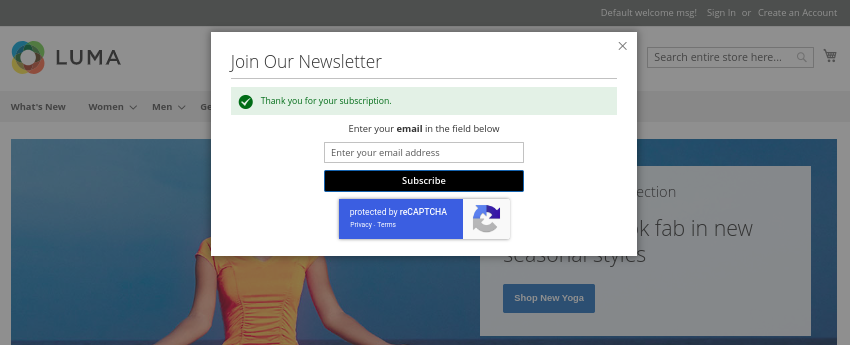 Default welcome msg! Sign In or Create an Account
LUMA
Search entire store here...
What's New Women Men Ge
Join Our Newsletter
Thank you for your subscription.
Enter your email in the field below
Enter your email address
Subscribe
protected by reCAPTCHA
Privacy - Terms
ection
k fab in new
seasonal styles
Shop New Yoga